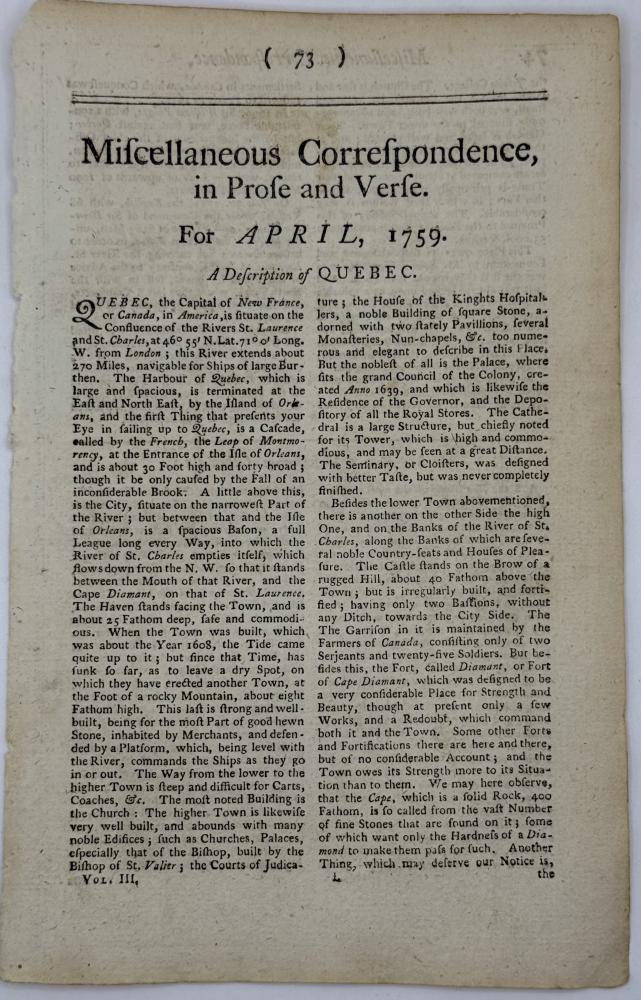 ( 73 )
Miſcellaneous Correſpondence,
in Proſe and Verſe.
For APRIL, 1759.
A Deſcription of QUEBEC.
QUEBEC, the Capital of New France,
or Canada, in America, is ſituate on the
Confluence of the Rivers St. Laurence
and St. Charles, at 46° 55' N. Lat. 71° 0' Long.
W. from London ; this River extends about
270 Miles, navigable for Ships of large Bur-
then. The Harbour of Quebec, which is
large and ſpacious, is terminated at the
Eaſt and North Eaſt, by the Iſland of Orle-
ans, and the firſt Thing that preſents your
Eye in ſailing up to Quebec, is a Caſcade,
called by the French, the Leap of Montmo-
rency, at the Entrance of the Iſle of Orleans,
and is about 30 Foot high and forty broad ;
though it be only cauſed by the Fall of an
inconſiderable Brook. A little above this,
is the City, ſituate on the narroweſt Part of
the River ; but between that and the Iſle
of Orleans, is a ſpacious Baſon, a full
League long every Way, into which the
River of St. Charles empties itſelf, which
flows down from the N. W. ſo that it ſtands
between the Mouth of that River, and the
Cape Diamant, on that of St. Laurence.
The Haven ſtands facing the Town, and is
about 25 Fathom deep, ſafe and commodi-
ous. When the Town was built, which
was about the Year 1608, the Tide came
quite up to it ; but ſince that Time, has
ſunk ſo far, as to leave a dry Spot, on
which they have erected another Town, at
the Foot of a rocky Mountain, about eight
Fathom high. This laſt is ſtrong and well-
built, being for the moſt Part of good hewn
Stone, inhabited by Merchants, and defen-
ded by a Platform, which, being level with
the River, commands the Ships as they go
in or out. The Way from the lower to the
higher Town is ſteep and difficult for Carts,
Coaches, &c. The moſt noted Building is
the Church : The higher Town is likewiſe
very well built, and abounds with many
noble Edifices ; ſuch as Churches, Palaces,
eſpecially that of the Biſhop, built by the
Biſhop of St. Valier ; the Courts of Judica-
VOL. III.
ture ; the Houſe of the Kinghts Hoſpital-
lers, a noble Building of ſquare Stone, a-
dorned with two ſtately Pavillions, ſeveral
Monaſteries, Nun-chapels, &c. too nume-
rous and elegant to deſcribe in this Place.
But the nobleſt of all is the Palace, where
ſits the grand Council of the Colony, cre-
ated Anno 1639, and which is likewiſe the
Reſidence of the Governor, and the Depo-
ſitory of all the Royal Stores. The Cathe-
dral is a large Structure, but chiefly noted
for its Tower, which is high and commo-
dious, and may be ſeen at a great Diſtance.
The Seminary, or Cloiſters, was deſigned
with better Taſte, but was never completely
finiſhed.
Beſides the lower Town abovementioned,
there is another on the other Side the high
One, and on the Banks of the River of St.
Charles, along the Banks of which are ſeve-
ral noble Country-ſeats and Houſes of Plea-
ſure. The Caſtle ſtands on the Brow of a
rugged Hill, about 40 Fathom above the
Town ; but is irregularly built, and forti-
fied ; having only two Baſtions, without
any Ditch, towards the City Side. The
The Garriſon in it is maintained by the
Farmers of Canada, conſiſting only of two
Serjeants and twenty-five Soldiers. But be-
ſides this, the Fort, called Diamant, or Fort
of Cape Diamant, which was deſigned to be
a very conſiderable Place for Strength and
Beauty, though at preſent only a few
Works, and a Redoubt, which command
both it and the Town. Some other Forts
and Fortifications there are here and there,
but of no conſiderable Account ; and the
Town owes its Strength more to its Situa-
tion than to them. We may here obſerve,
that the Cape, which is a ſolid Rock, 400
Fathom, is ſo called from the vaſt Number
of fine Stones that are found on it ; ſome
of which want only the Hardneſs of a Dia-
mond to make them paſs for ſuch. Another
Thing, which may deſerve our Notice is,
L
the